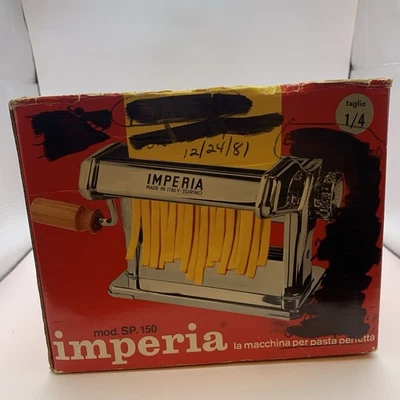 taglio
1/4
12/24/81
IMPERIA
MADE IN ITALY-TORINO
mod. SP. 150
imperia®
la macchina per pasta perfetta